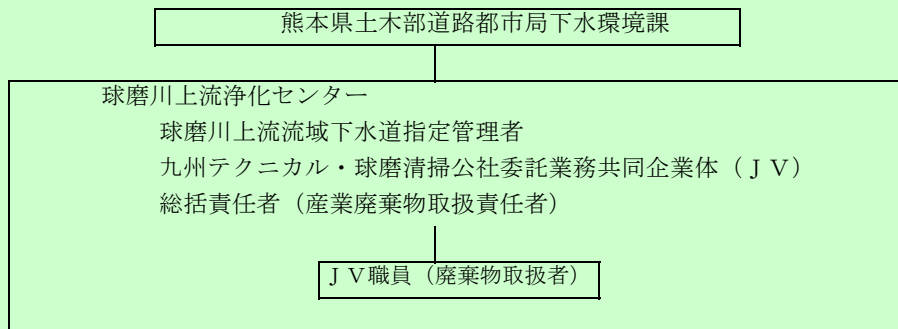 熊本県土木部道路都市局下水環境課
球磨川上流浄化センター
球磨川上流流域下水道指定管理者
九州テクニカル・球磨清掃公社委託業務共同企業体（ＪＶ）
総括責任者（産業廃棄物取扱責任者）
ＪＶ職員（廃棄物取扱者）